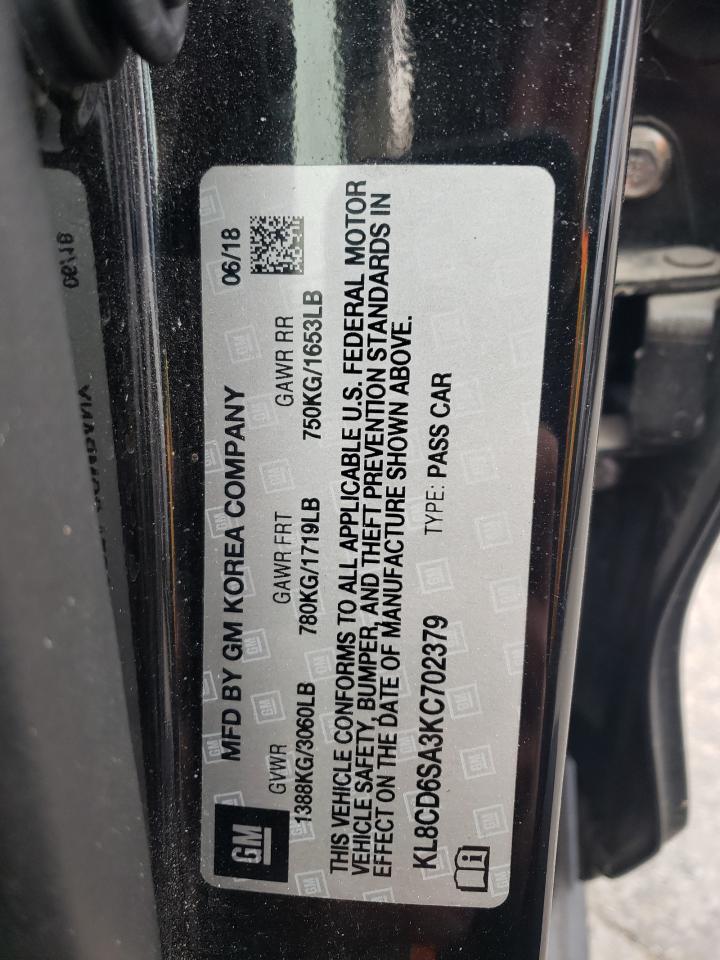 GM
MFD BY GM KOREA COMPANY
06/18
GVWR
GAWR FRT
GAWR RR
1388KG/3060LB
780KG/1719LB
750KG/1653LB
THIS VEHICLE CONFORMS TO ALL APPLICABLE U.S. FEDERAL MOTOR
VEHICLE SAFETY, BUMPER, AND THEFT PREVENTION STANDARDS IN
EFFECT ON THE DATE OF MANUFACTURE SHOWN ABOVE.
KL8CD6SA3KC702379
TYPE: PASS CAR